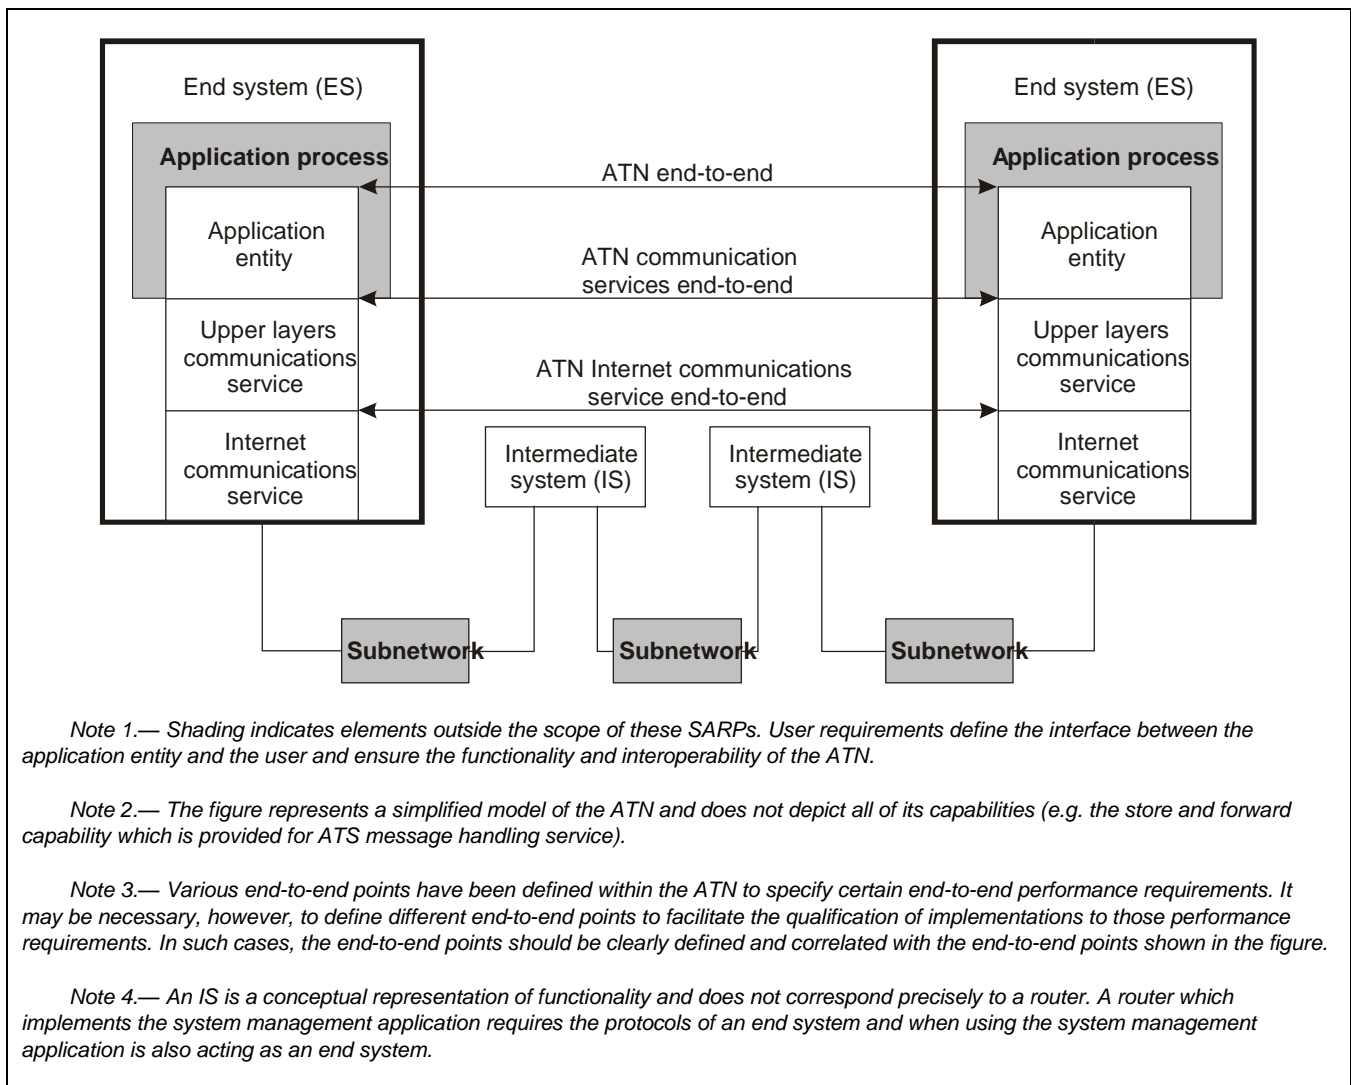 End system (ES)
End system (ES)
Application process
Application process
ATN end-to-end
Application
entity
Application
entity
ATN communication
services end-to-end
Upper layers
communications
service
Upper layers
communications
service
ATN Internet communications
service end-to-end
Internet
communications
service
Intermediate
system (IS)
Intermediate
system (IS)
Internet
communications
service
Subnetwork
Subnetwork
Subnetwork
Note 1.— Shading indicates elements outside the scope of these SARPs. User requirements define the interface between the
application entity and the user and ensure the functionality and interoperability of the ATN.
Note 2.— The figure represents a simplified model of the ATN and does not depict all of its capabilities (e.g. the store and forward
capability which is provided for ATS message handling service).
Note 3.— Various end-to-end points have been defined within the ATN to specify certain end-to-end performance requirements. It
may be necessary, however, to define different end-to-end points to facilitate the qualification of implementations to those performance
requirements. In such cases, the end-to-end points should be clearly defined and correlated with the end-to-end points shown in the figure.
Note 4.— An IS is a conceptual representation of functionality and does not correspond precisely to a router. A router which
implements the system management application requires the protocols of an end system and when using the system management
application is also acting as an end system.